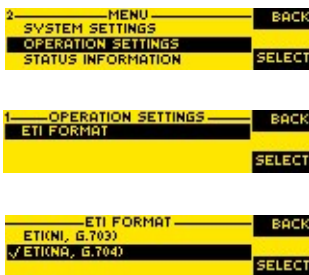 2 MENU BACK
SYSTEM SETTINGS
OPERATION SETTINGS
STATUS INFORMATION SELECT
1 OPERATION SETTINGS BACK
ETI FORMAT
SELECT
ETI FORMAT BACK
ETI(NI, G.703)
√ ETI(NA, G.704)
SELECT